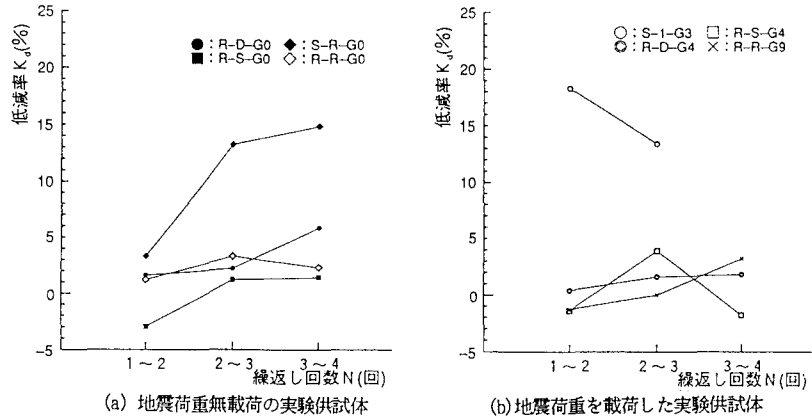 低減率 Kd(%)
●：R-D-G0 ◆：S-R-G0
■：R-S-G0 ◇：R-R-G0
25
20
15
10
5
0
-5
1～2 2～3 3～4
繰返し回数N(回)
(a) 地震荷重無載荷の実験供試体
低減率 Kd(%)
○：S-1-G3 □：R-S-G4
◎：R-D-G4 ×：R-R-G9
25
20
15
10
5
0
-5
1～2 2～3 3～4
繰返し回数N(回)
(b)地震荷重を載荷した実験供試体